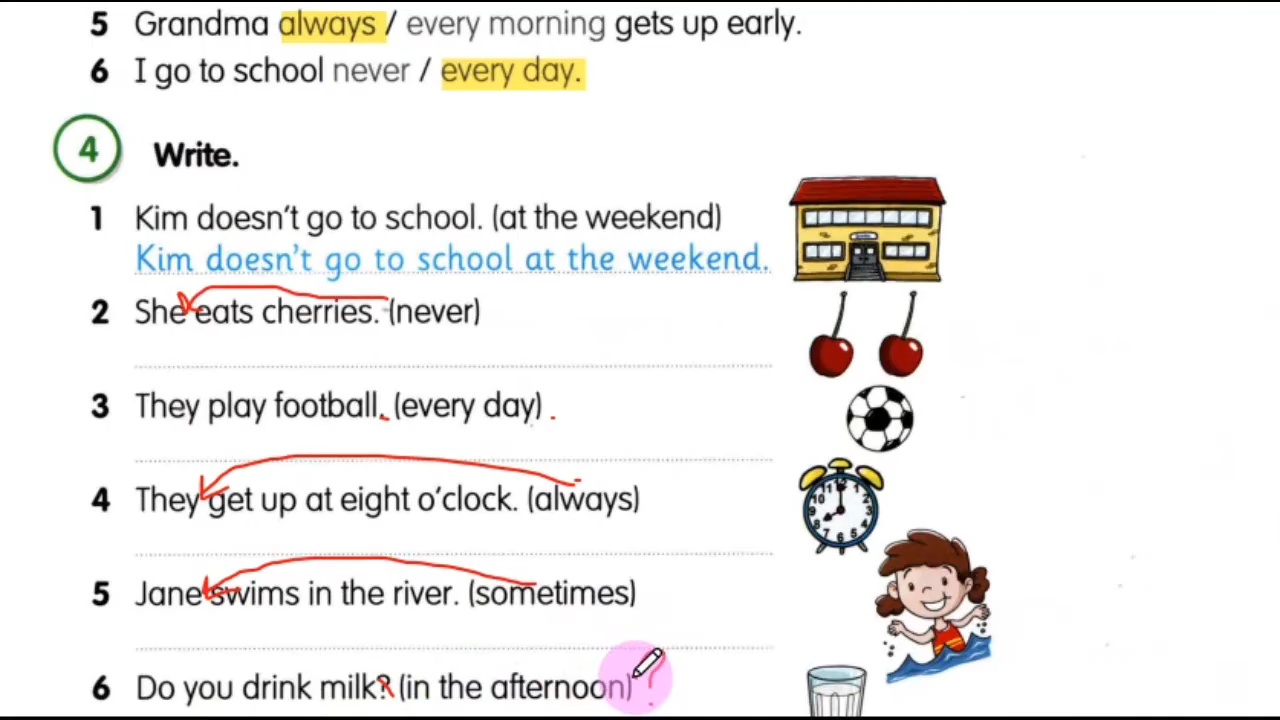 5 Grandma always / every morning gets up early.
6 I go to school never / every day.
4 Write.
1 Kim doesn't go to school. (at the weekend)
Kim doesn't go to school at the weekend.
2 She eats cherries. (never)
3 They play football. (every day) .
4 They get up at eight o'clock. (always)
5 Jane swims in the river. (sometimes)
6 Do you drink milk? (in the afternoon) ?